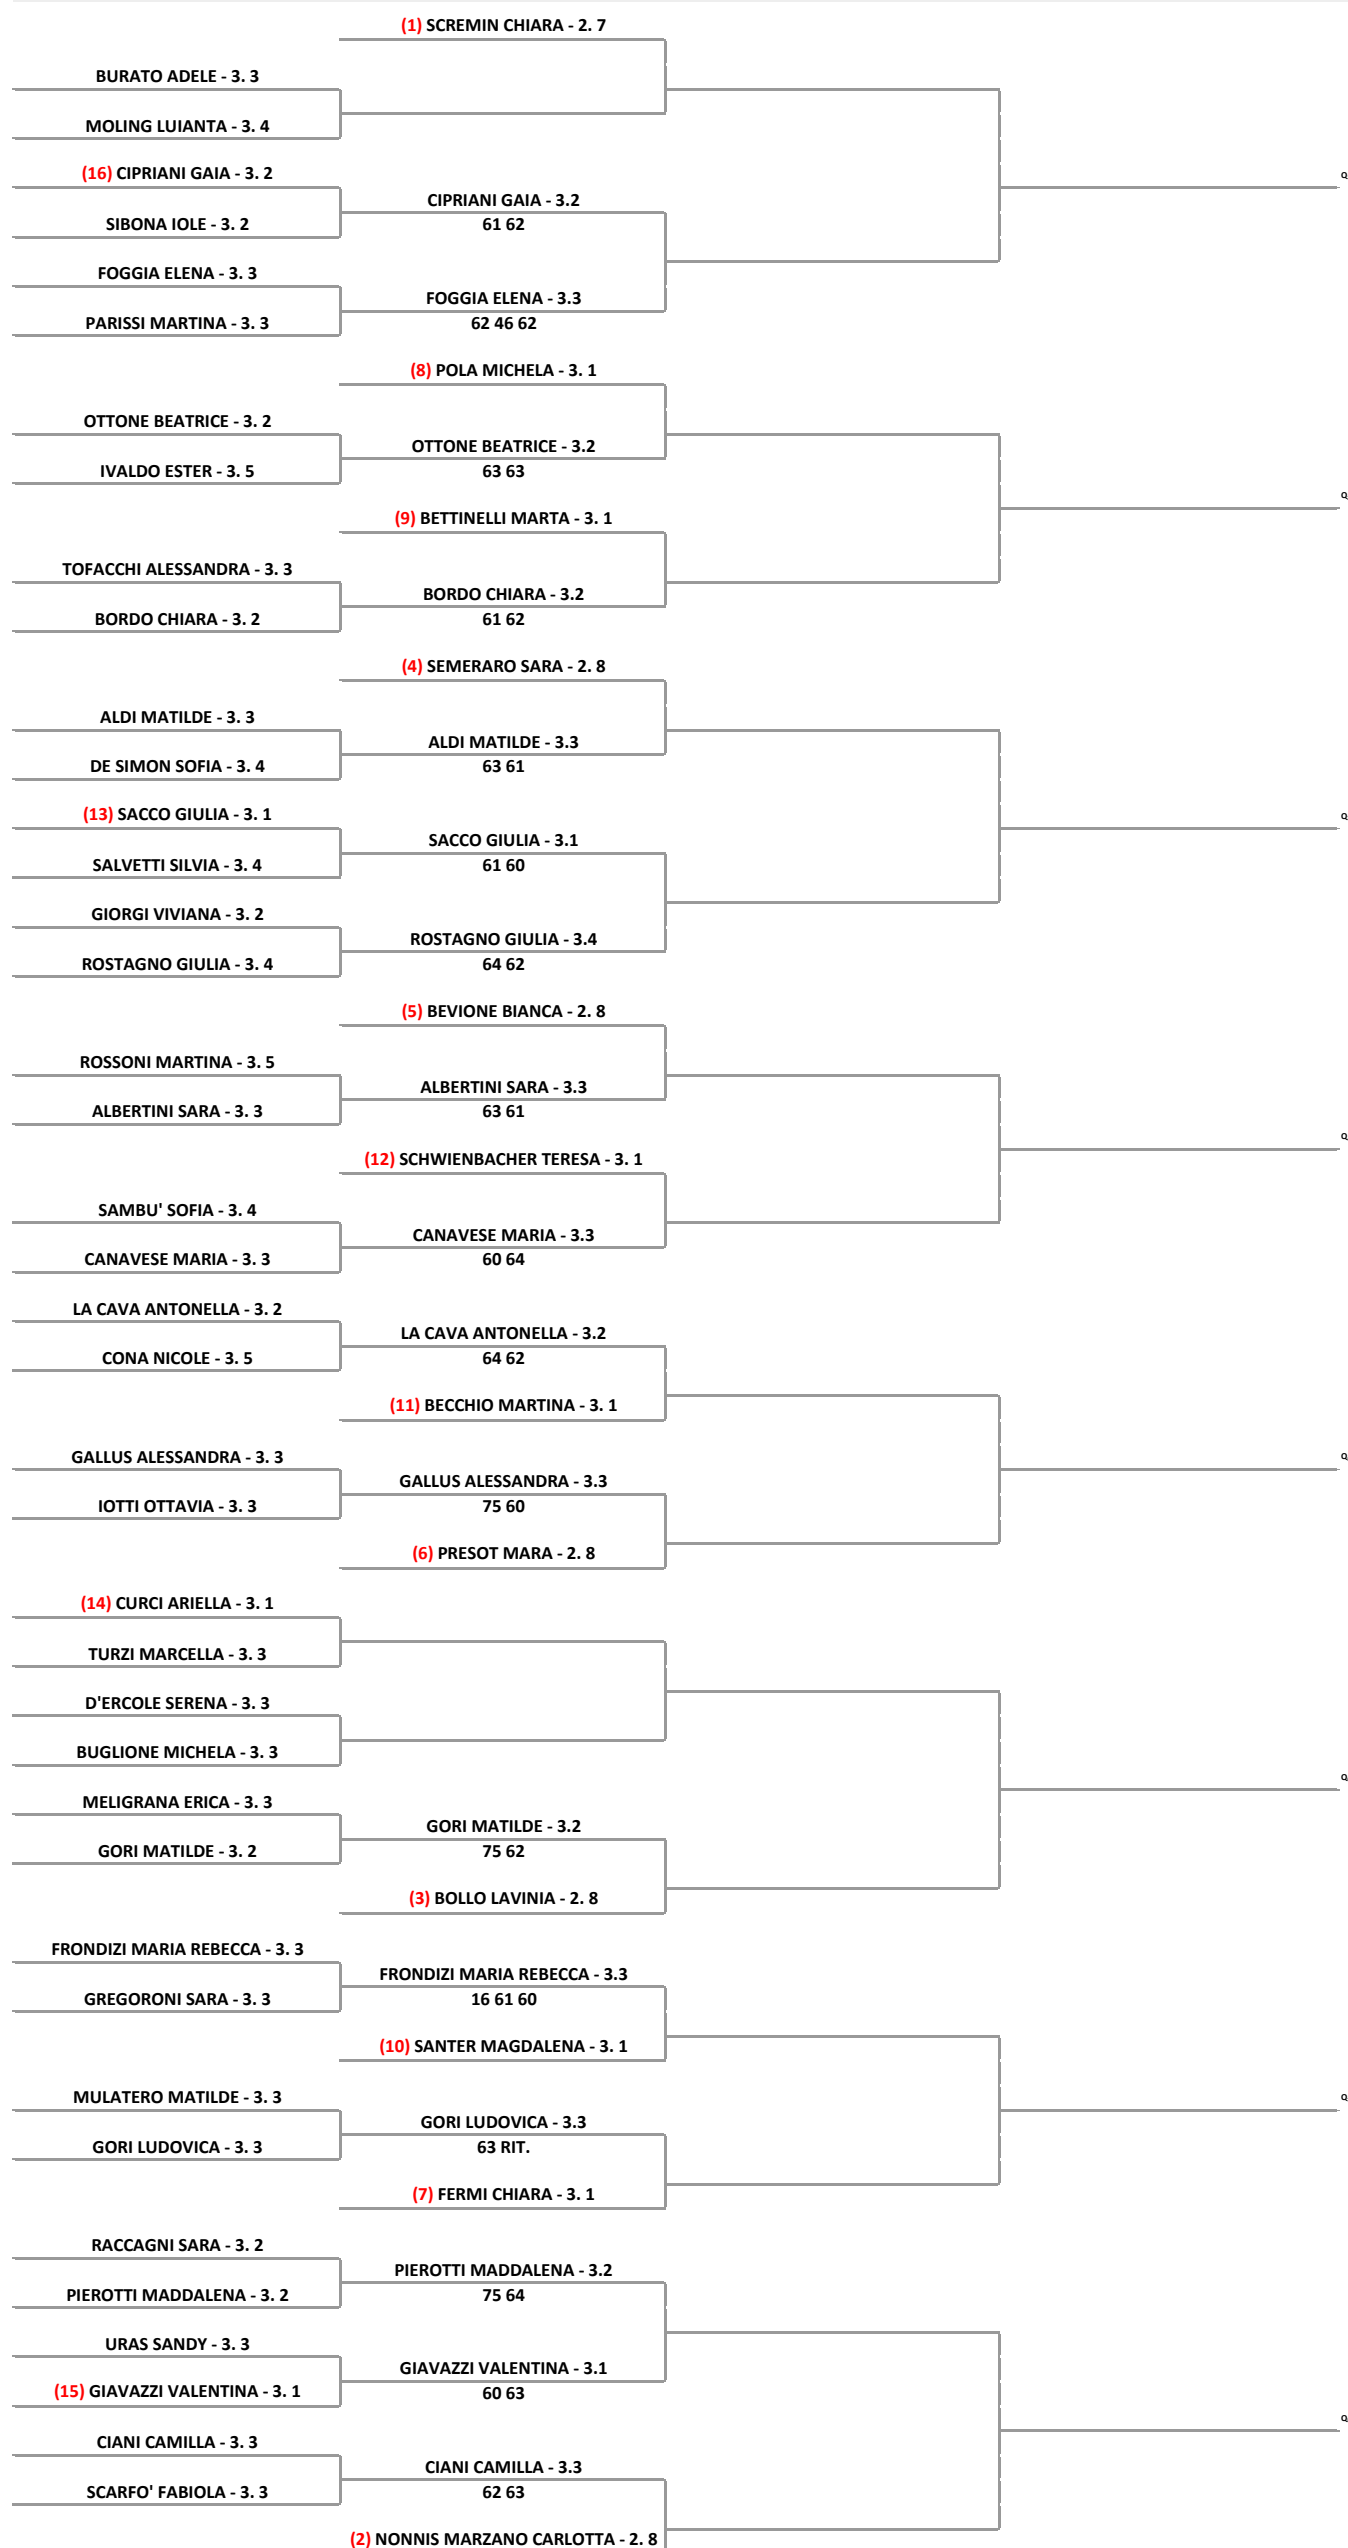 (1) SCREMIN CHIARA - 2. 7
BURATO ADELE - 3. 3
MOLING LUIANTA - 3. 4
(16) CIPRIANI GAIA - 3. 2
CIPRIANI GAIA - 3.2
SIBONA IOLE - 3. 2
61 62
FOGGIA ELENA - 3. 3
FOGGIA ELENA - 3.3
PARISSI MARTINA - 3. 3
62 46 62
(8) POLA MICHELA - 3. 1
OTTONE BEATRICE - 3. 2
OTTONE BEATRICE - 3.2
IVALDO ESTER - 3. 5
63 63
(9) BETTINELLI MARTA - 3. 1
TOFACCHI ALESSANDRA - 3. 3
BORDO CHIARA - 3.2
BORDO CHIARA - 3. 2
61 62
(4) SEMERARO SARA - 2. 8
ALDI MATILDE - 3. 3
ALDI MATILDE - 3.3
DE SIMON SOFIA - 3. 4
63 61
(13) SACCO GIULIA - 3. 1
SACCO GIULIA - 3.1
SALVETTI SILVIA - 3. 4
61 60
GIORGI VIVIANA - 3. 2
ROSTAGNO GIULIA - 3.4
ROSTAGNO GIULIA - 3. 4
64 62
(5) BEVIONE BIANCA - 2. 8
ROSSONI MARTINA - 3. 5
ALBERTINI SARA - 3.3
ALBERTINI SARA - 3. 3
63 61
(12) SCHWIENBACHER TERESA - 3. 1
SAMBU' SOFIA - 3. 4
CANAVESE MARIA - 3.3
CANAVESE MARIA - 3. 3
60 64
LA CAVA ANTONELLA - 3. 2
LA CAVA ANTONELLA - 3.2
CONA NICOLE - 3. 5
64 62
(11) BECCHIO MARTINA - 3. 1
GALLUS ALESSANDRA - 3. 3
GALLUS ALESSANDRA - 3.3
IOTTI OTTAVIA - 3. 3
75 60
(6) PRESOT MARA - 2. 8
(14) CURCI ARIELLA - 3. 1
TURZI MARCELLA - 3. 3
D'ERCOLE SERENA - 3. 3
BUGLIONE MICHELA - 3. 3
MELIGRANA ERICA - 3. 3
GORI MATILDE - 3.2
GORI MATILDE - 3. 2
75 62
(3) BOLLO LAVINIA - 2. 8
FRONDIZI MARIA REBECCA - 3. 3
FRONDIZI MARIA REBECCA - 3.3
GREGORONI SARA - 3. 3
16 61 60
(10) SANTER MAGDALENA - 3. 1
MULATERO MATILDE - 3. 3
GORI LUDOVICA - 3.3
GORI LUDOVICA - 3. 3
63 RIT.
(7) FERMI CHIARA - 3. 1
RACCAGNI SARA - 3. 2
PIEROTTI MADDALENA - 3.2
PIEROTTI MADDALENA - 3. 2
75 64
URAS SANDY - 3. 3
GIAVAZZI VALENTINA - 3.1
(15) GIAVAZZI VALENTINA - 3. 1
60 63
CIANI CAMILLA - 3. 3
CIANI CAMILLA - 3.3
SCARFO' FABIOLA - 3. 3
62 63
(2) NONNIS MARZANO CARLOTTA - 2. 8